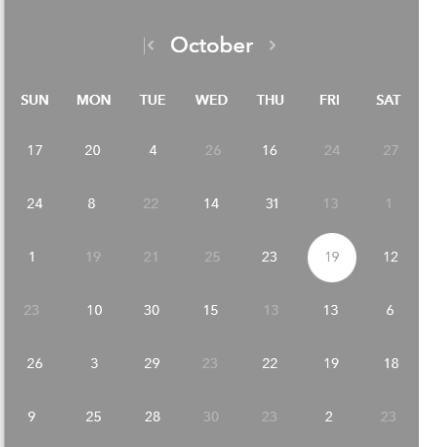 |< October >
SUN MON TUE WED THU FRI SAT
17 20 4 26 16 24 27
24 8 22 14 31 13 1
1 19 21 25 23 19 12
23 10 30 15 13 13 6
26 3 29 23 22 19 18
9 25 28 30 23 2 23